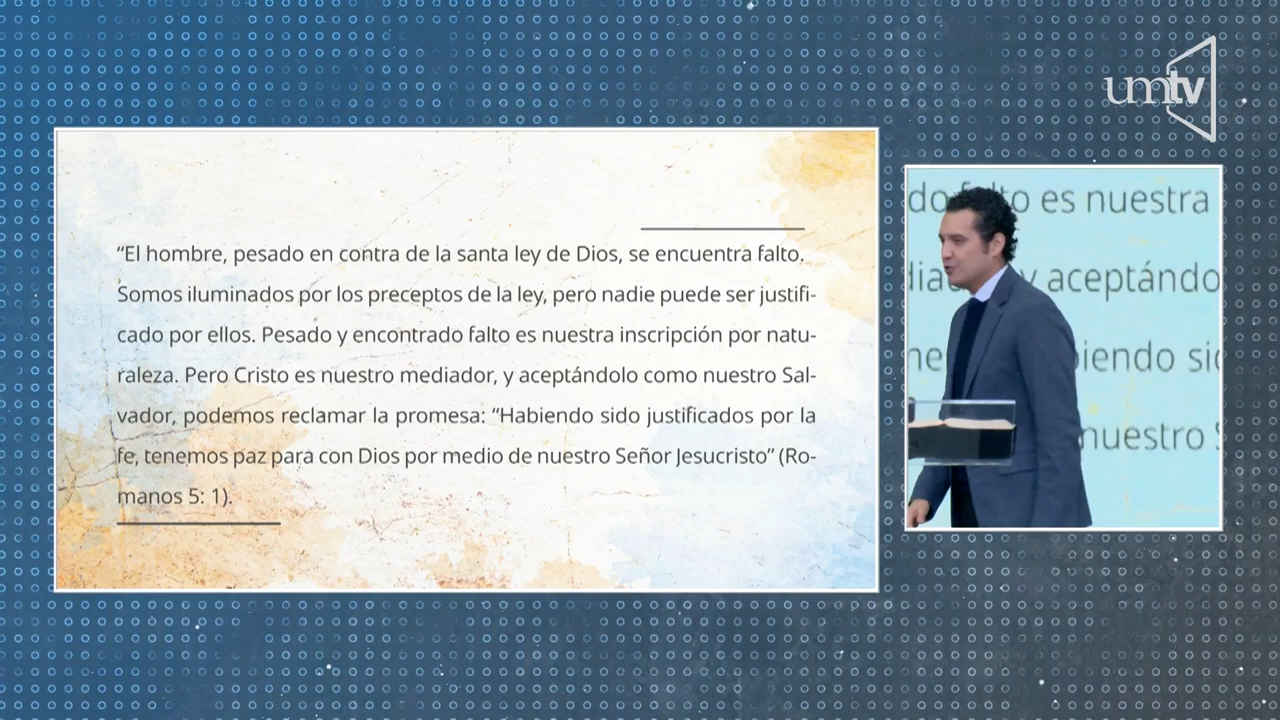 umtv
“El hombre, pesado en contra de la santa ley de Dios, se encuentra falto.
Somos iluminados por los preceptos de la ley, pero nadie puede ser justifi-
cado por ellos. Pesado y encontrado falto es nuestra inscripción por natu-
raleza. Pero Cristo es nuestro mediador, y aceptándolo como nuestro Sal-
vador, podemos reclamar la promesa: “Habiendo sido justificados por la
fe, tenemos paz para con Dios por medio de nuestro Señor Jesucristo” (Ro-
manos 5: 1).
do falto es nuestra
y aceptándo
biendo sid
nuestro S